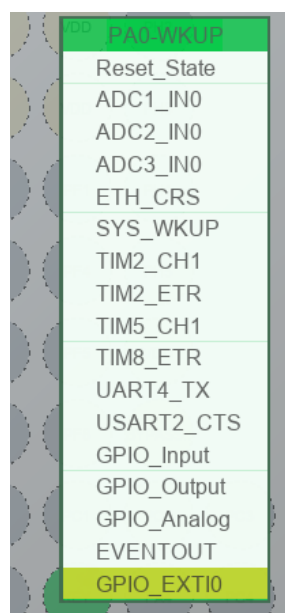 VDD
PA0-WKUP
Reset_State
ADC1_IN0
ADC2_IN0
ADC3_IN0
ETH_CRS
SYS_WKUP
TIM2_CH1
TIM2_ETR
TIM5_CH1
TIM8_ETR
UART4_TX
USART2_CTS
GPIO_Input
GPIO_Output
GPIO_Analog
EVENTOUT
GPIO_EXTI0